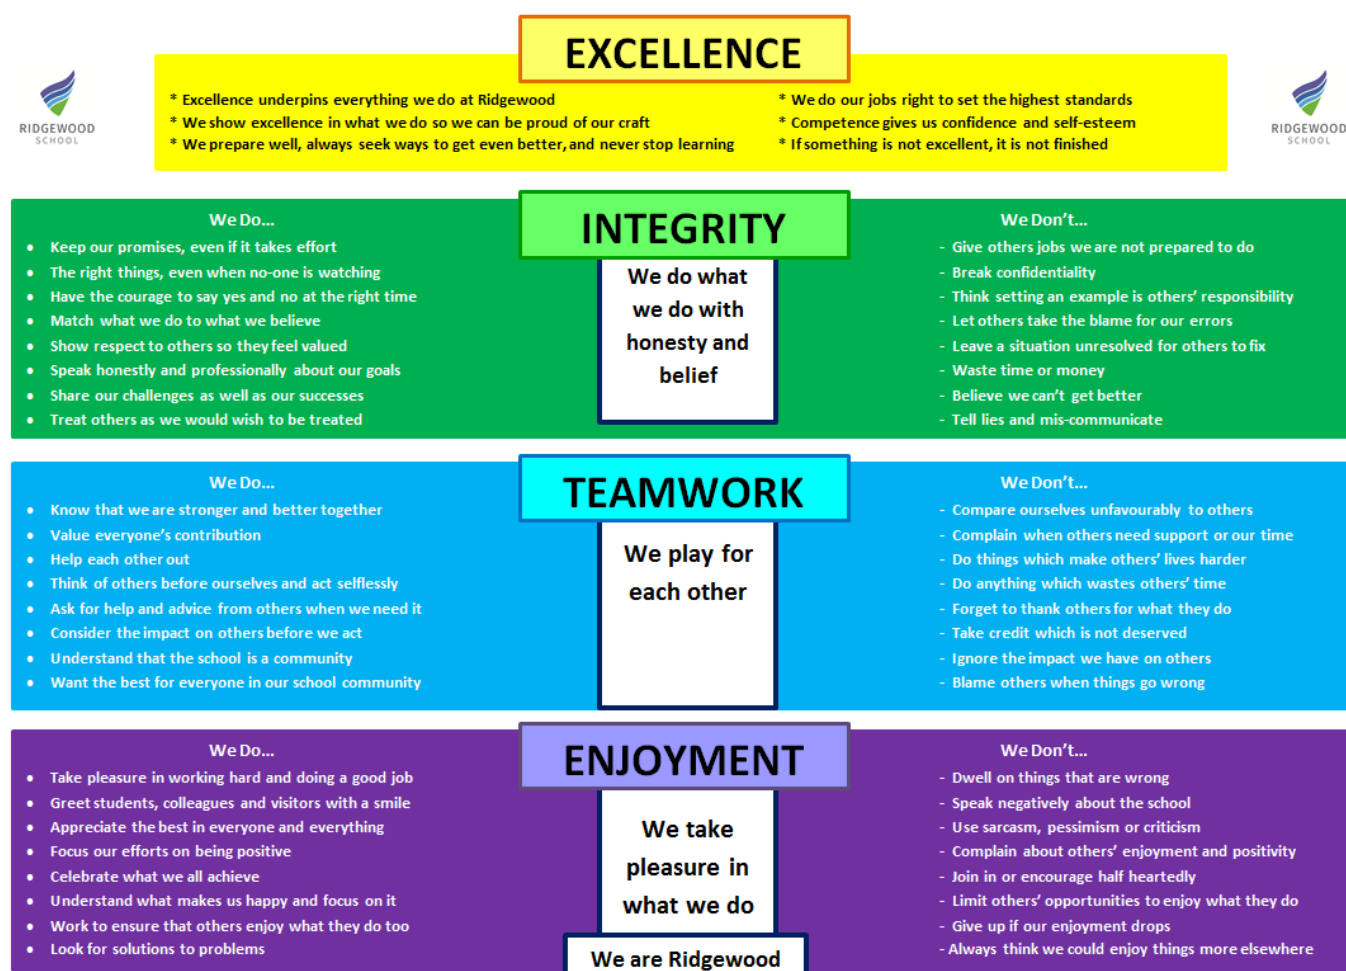 EXCELLENCE
RIDGEWOOD
SCHOOL
* Excellence underpins everything we do at Ridgewood
* We show excellence in what we do so we can be proud of our craft
* We prepare well, always seek ways to get even better, and never stop learning
* We do our jobs right to set the highest standards
* Competence gives us confidence and self-esteem
* If something is not excellent, it is not finished
RIDGEWOOD
SCHOOL
INTEGRITY
We Do...
• Keep our promises, even if it takes effort
• The right things, even when no-one is watching
• Have the courage to say yes and no at the right time
• Match what we do to what we believe
• Show respect to others so they feel valued
• Speak honestly and professionally about our goals
• Share our challenges as well as our successes
• Treat others as we would wish to be treated
We do what
we do with
honesty and
belief
We Don't...
- Give others jobs we are not prepared to do
- Break confidentiality
- Think setting an example is others' responsibility
- Let others take the blame for our errors
- Leave a situation unresolved for others to fix
- Waste time or money
- Believe we can't get better
- Tell lies and mis-communicate
TEAMWORK
We Do...
• Know that we are stronger and better together
• Value everyone's contribution
• Help each other out
• Think of others before ourselves and act selflessly
• Ask for help and advice from others when we need it
• Consider the impact on others before we act
• Understand that the school is a community
• Want the best for everyone in our school community
We play for
each other
We Don't...
- Compare ourselves unfavourably to others
- Complain when others need support or our time
- Do things which make others' lives harder
- Do anything which wastes others' time
- Forget to thank others for what they do
- Take credit which is not deserved
- Ignore the impact we have on others
- Blame others when things go wrong
ENJOYMENT
We Do...
• Take pleasure in working hard and doing a good job
• Greet students, colleagues and visitors with a smile
• Appreciate the best in everyone and everything
• Focus our efforts on being positive
• Celebrate what we all achieve
• Understand what makes us happy and focus on it
• Work to ensure that others enjoy what they do too
• Look for solutions to problems
We take
pleasure in
what we do
We are Ridgewood
We Don't...
- Dwell on things that are wrong
- Speak negatively about the school
- Use sarcasm, pessimism or criticism
- Complain about others' enjoyment and positivity
- Join in or encourage half heartedly
- Limit others' opportunities to enjoy what they do
- Give up if our enjoyment drops
- Always think we could enjoy things more elsewhere